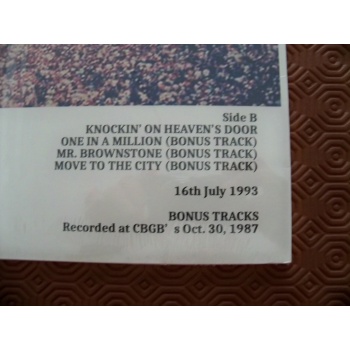 Side B
KNOCKIN' ON HEAVEN'S DOOR
ONE IN A MILLION (BONUS TRACK)
MR. BROWNSTONE (BONUS TRACK)
MOVE TO THE CITY (BONUS TRACK)
16th July 1993
BONUS TRACKS
Recorded at CBGB' s Oct. 30, 1987